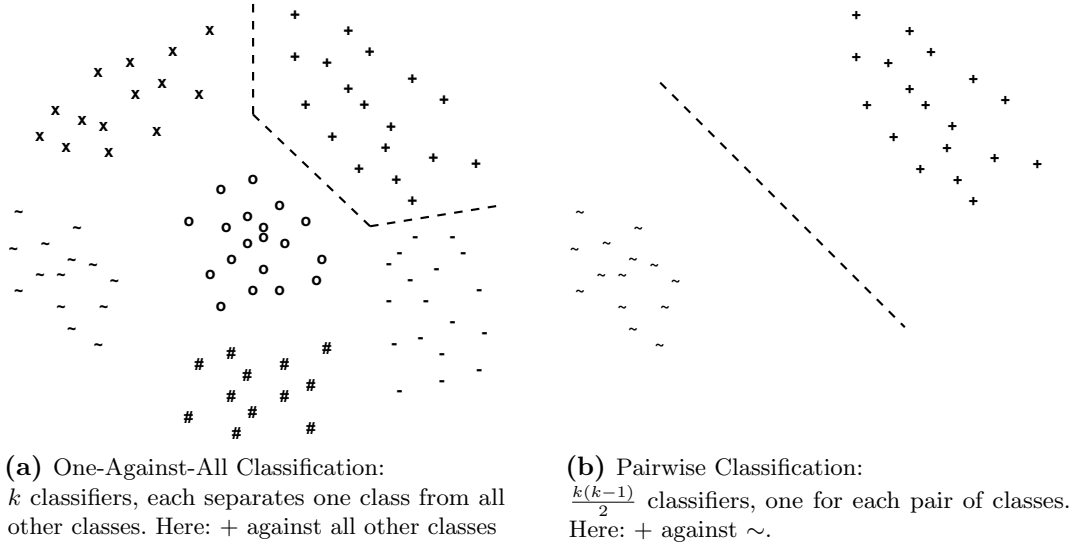 (a) One-Against-All Classification:
k classifiers, each separates one class from all
other classes. Here: + against all other classes
(b) Pairwise Classification:
k(k−1)/2 classifiers, one for each pair of classes.
Here: + against ∼.